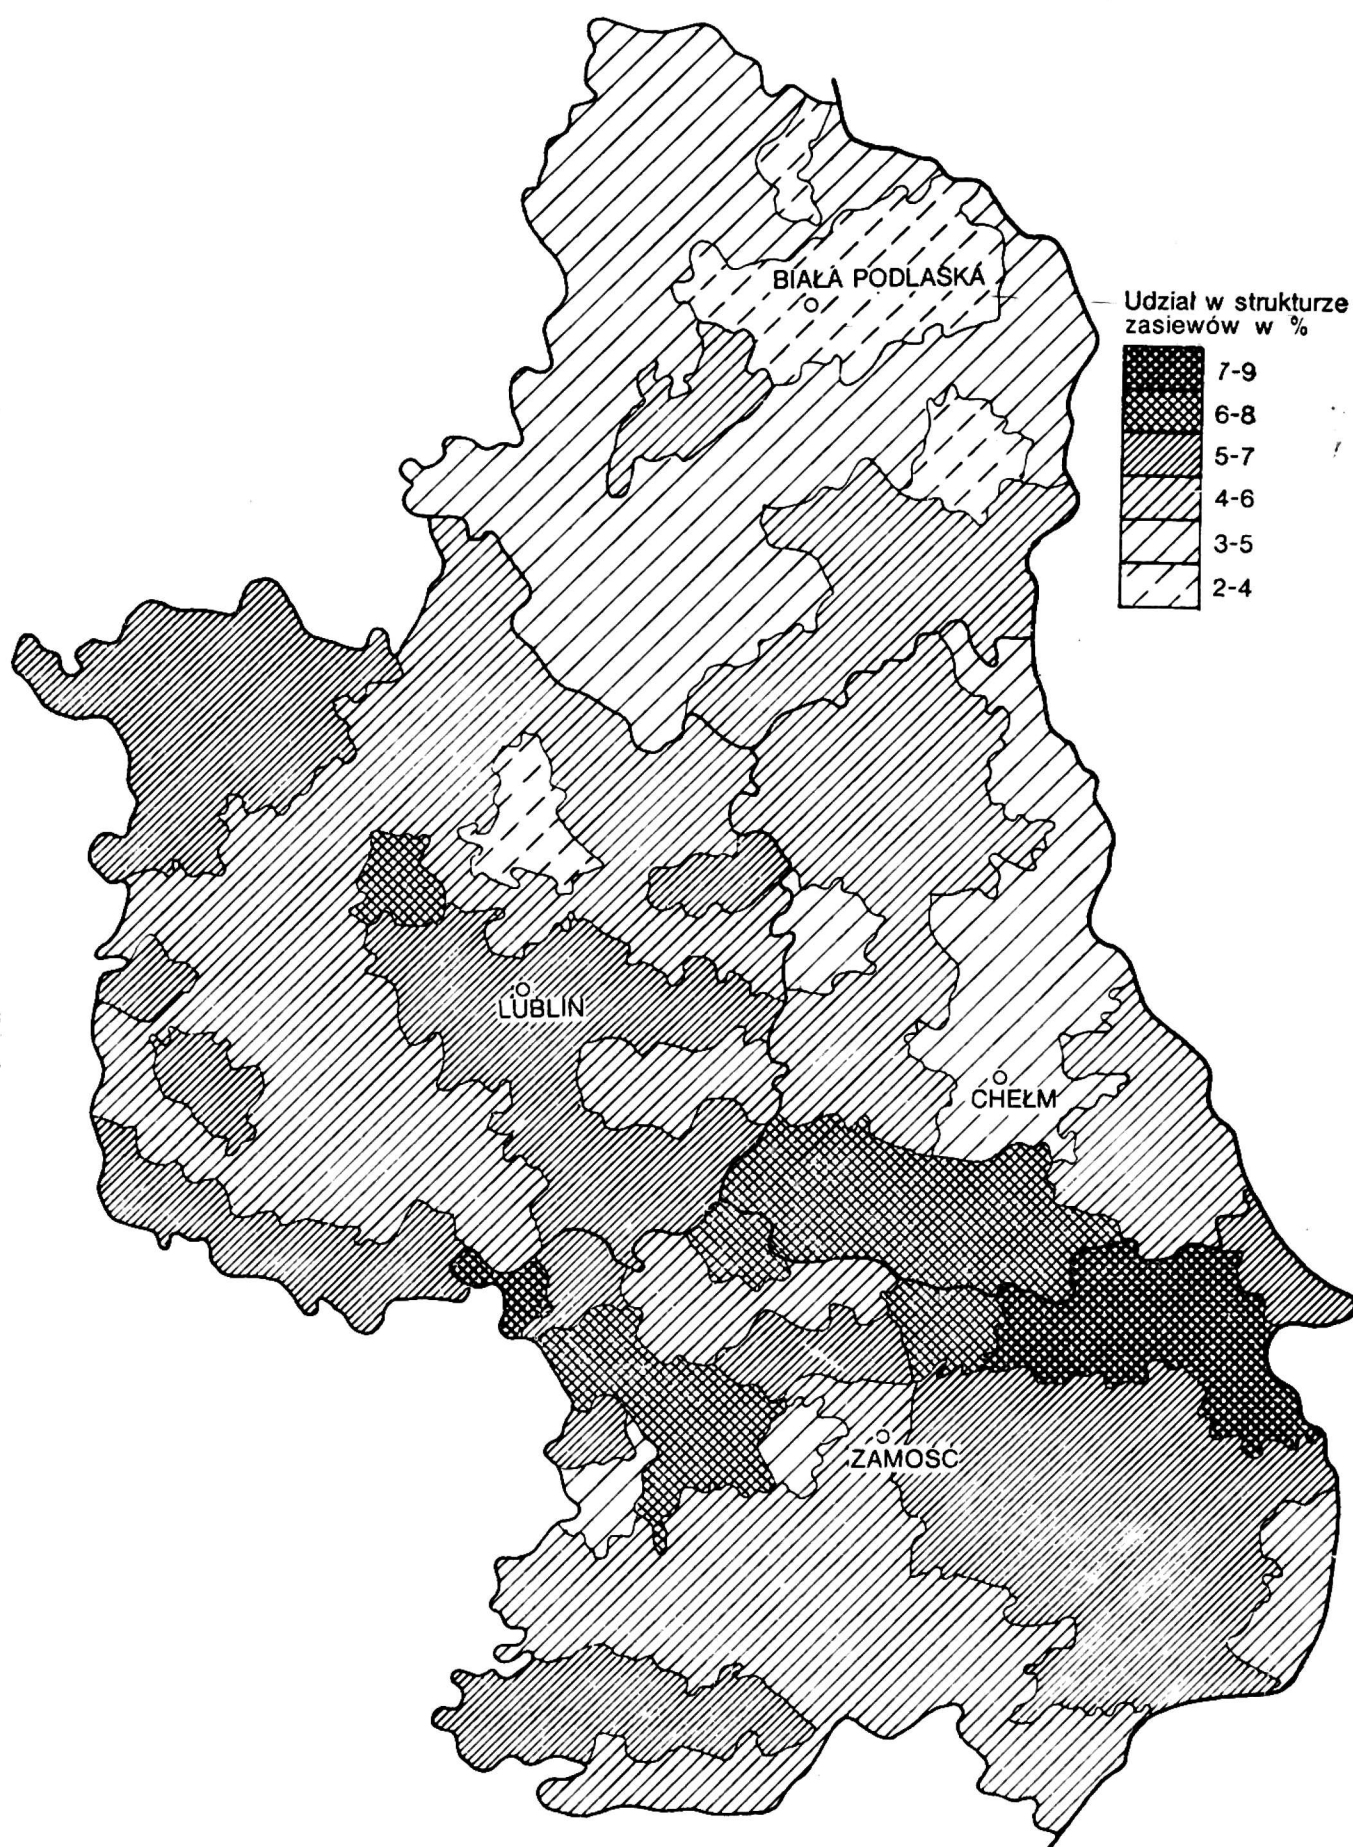 BIAŁA PODLASKA
Udział w strukturze
zasiewów w %
7-9
6-8
5-7
4-6
3-5
2-4
LUBLIN
CHEŁM
ZAMOŚĆ